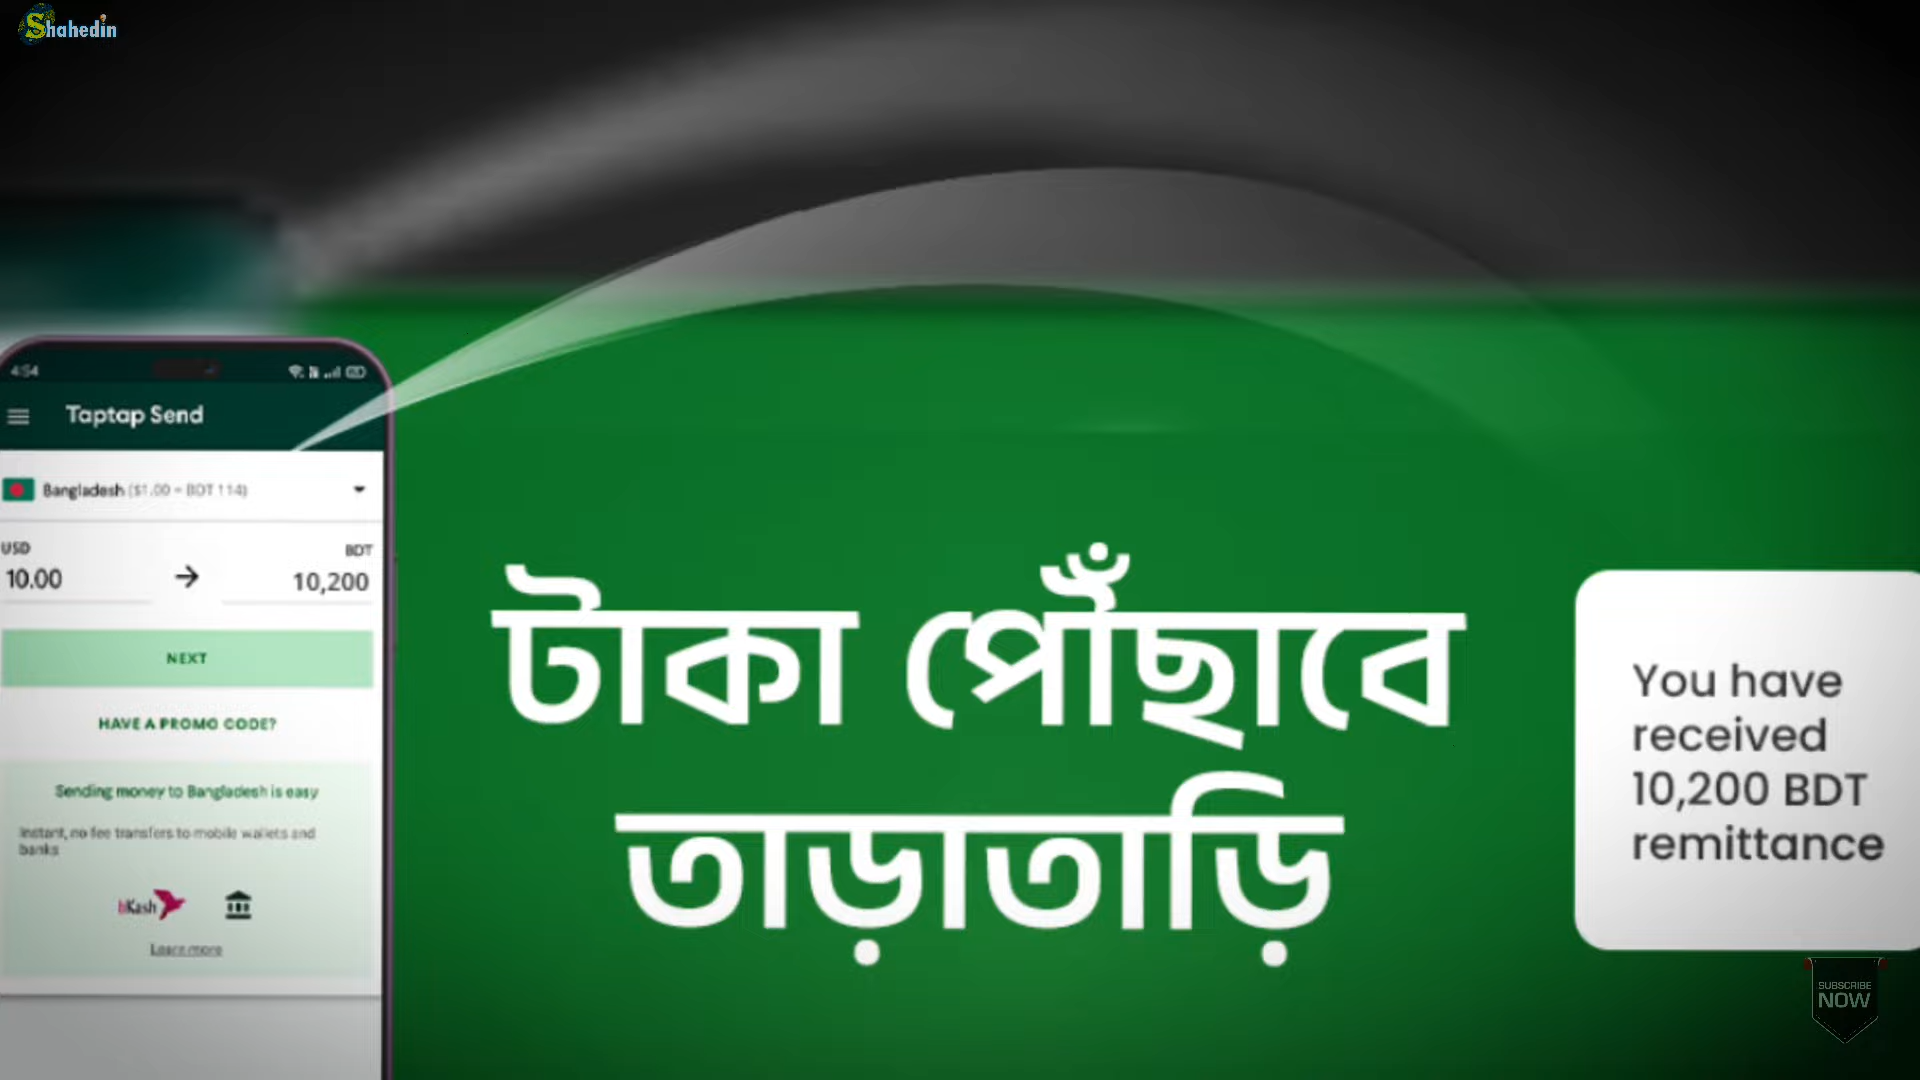 Shahedin
4:54
Taptap Send
Bangladesh ($1.00 = BDT 114)
USD
BDT
10.00
10,200
NEXT
HAVE A PROMO CODE?
Sending money to Bangladesh is easy
Instant, no fee transfers to mobile wallets and
banks
bKash
Learn more
টাকা পৌঁছাবে
তাড়াতাড়ি
You have
received
10,200 BDT
remittance
SUBSCRIBE
NOW